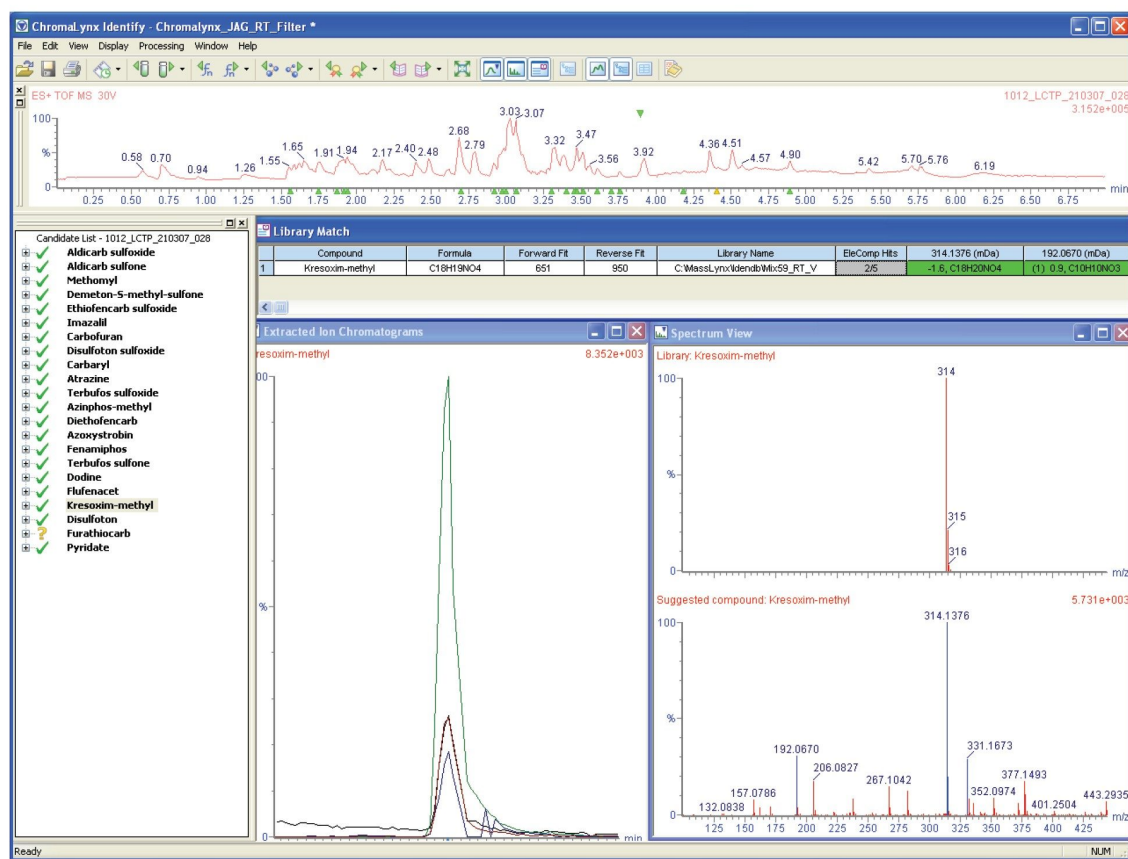 ChromaLynx Identify - Chromalynx_JAG_RT_Filter *
File Edit View Display Processing Window Help
ES+ TOF MS 30V
1012_LCTP_210307_028
3.152e+005
100
%
11
0.58 0.70 0.94 1.26 1.55 1.65 1.91 1.94 2.17 2.40 2.48 2.68 2.79 3.03 3.07 3.32 3.47 3.56 3.92 4.36 4.51 4.57 4.90 5.42 5.70 5.76 6.19
min
0.25 0.50 0.75 1.00 1.25 1.50 1.75 2.00 2.25 2.50 2.75 3.00 3.25 3.50 3.75 4.00 4.25 4.50 4.75 5.00 5.25 5.50 5.75 6.00 6.25 6.50 6.75
Candidate List - 1012_LCTP_210307_028
Aldicarb sulfoxide
Aldicarb sulfone
Methomyl
Demeton-S-methyl-sulfone
Ethiofencarb sulfoxide
Imazalil
Carbofuran
Disulfoton sulfoxide
Carbaryl
Atrazine
Terbufos sulfoxide
Azinphos-methyl
Diethofencarb
Azoxystrobin
Fenamiphos
Terbufos sulfone
Dodine
Flufenacet
Kresoxim-methyl
Disulfoton
Furathiocarb
Pyridate
Library Match
Compound Formula Forward Fit Reverse Fit Library Name EleComp Hits 314.1376 (mDa) 192.0670 (mDa)
1 Kresoxim-methyl C18H19NO4 651 950 C:\MassLynx\Idendb\Mix59_RT_V 2/5 -1.6, C18H20NO4 (1) 0.9, C10H10NO3
Extracted Ion Chromatograms
resoxim-methyl
8.352e+003
00
%
0
min
Spectrum View
Library: Kresoxim-methyl
100
314
%
315
316
0
m/z
Suggested compound: Kresoxim-methyl
5.731e+003
100
314.1376
%
192.0670
331.1673
206.0827
377.1493
267.1042
157.0786
352.0974
443.2935
132.0838
401.2504
0
m/z
125 150 175 200 225 250 275 300 325 350 375 400 425
Ready
NUM